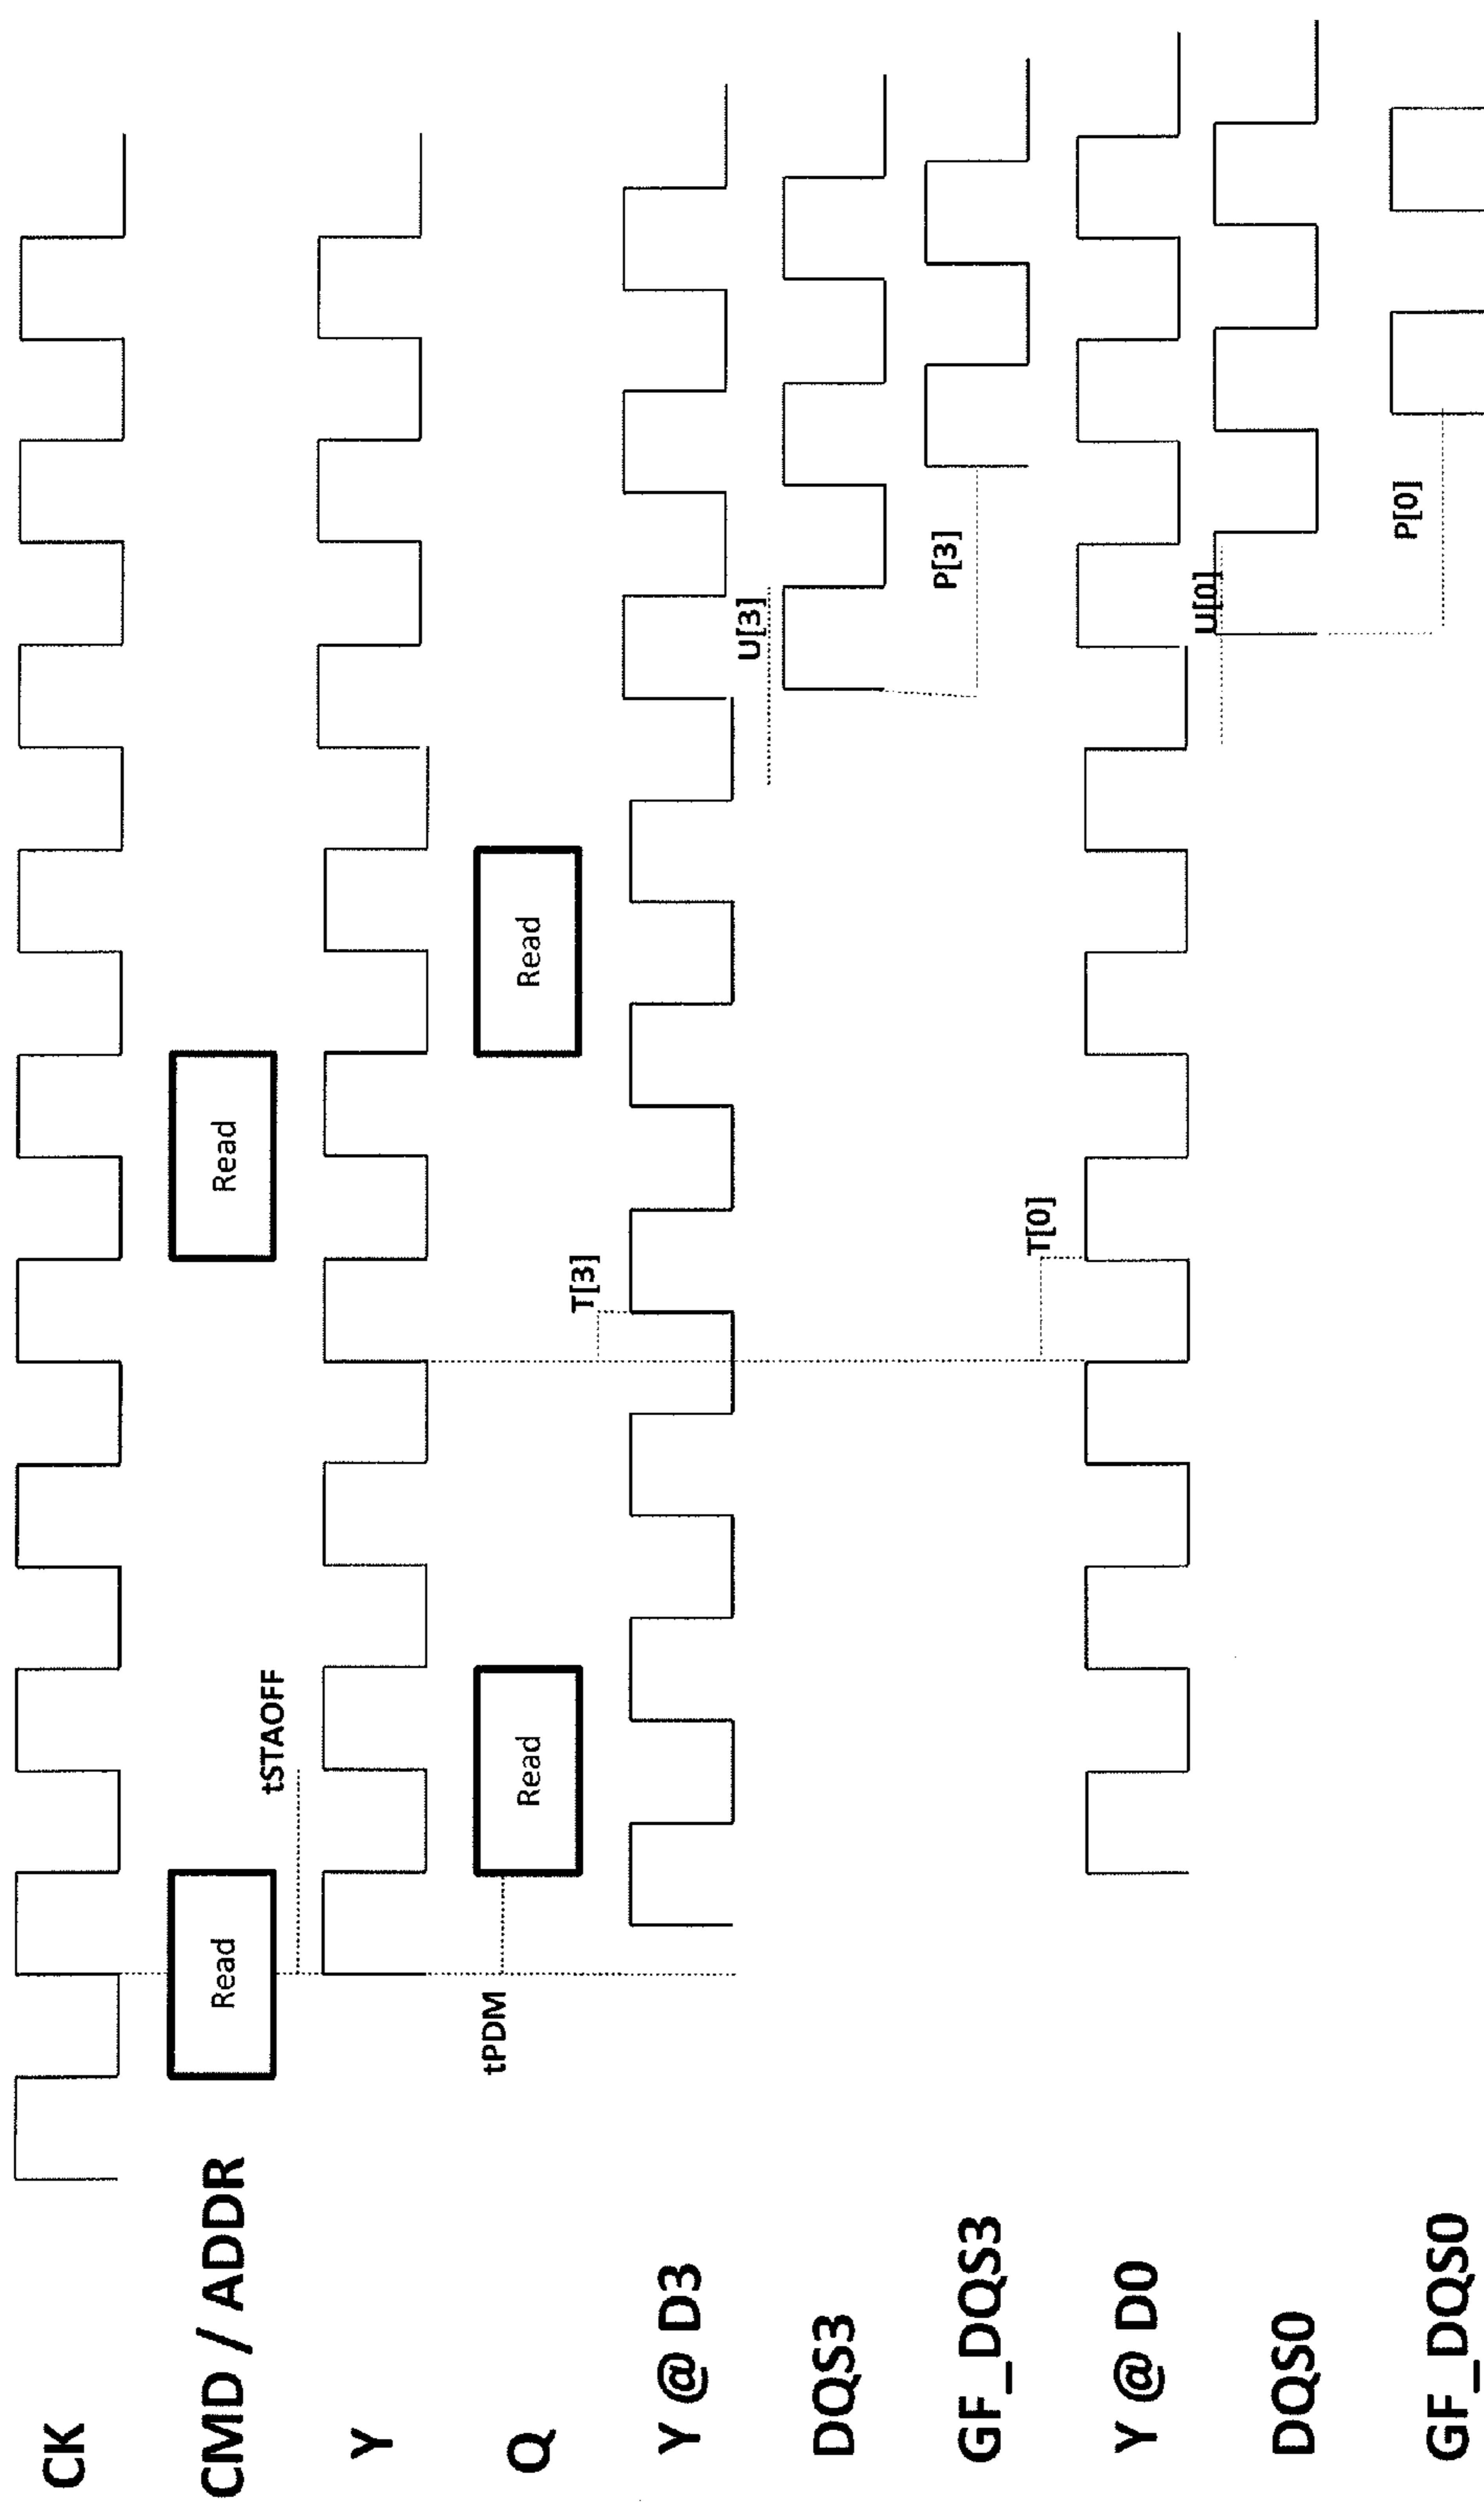 CK
CMD / ADDR
Read
Read
tSTAOFF
Y
Q
tPDM
Read
Read
Y @ D3
T[3]
DQS3
U[3]
GF_DQS3
P[3]
Y @ D0
T[0]
DQS0
U[0]
GF_DQS0
P[0]